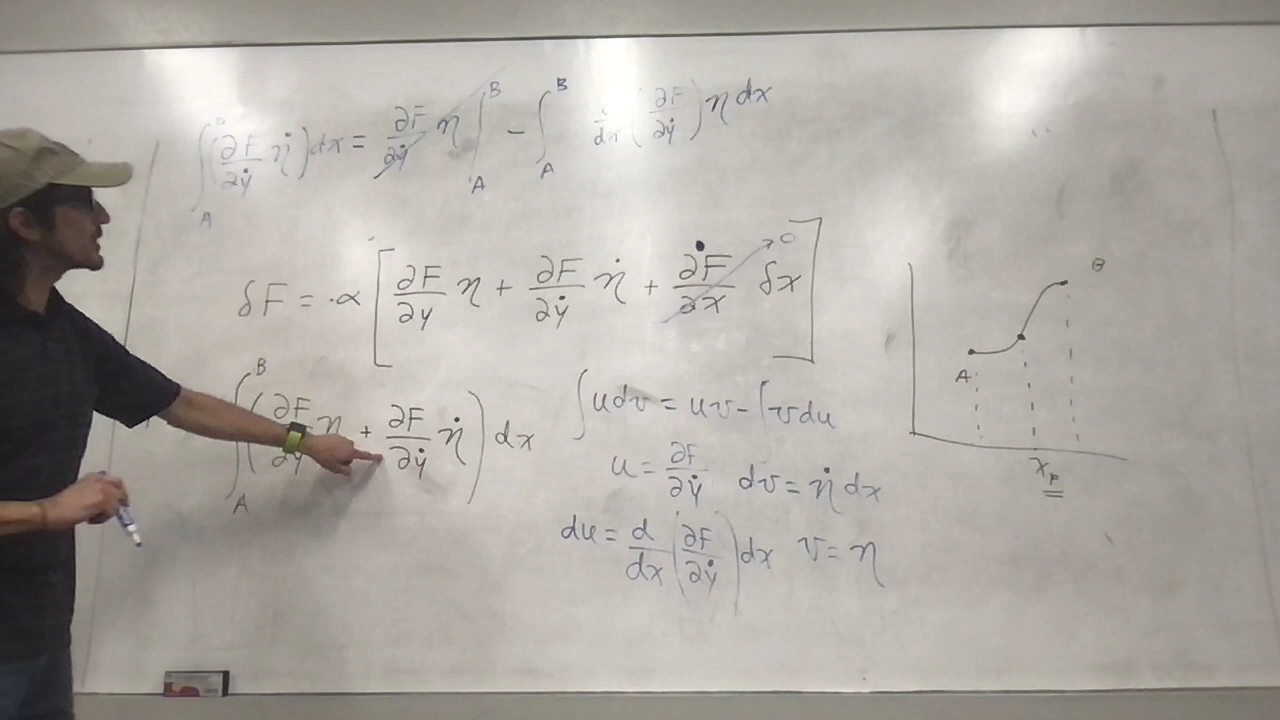 ∫_A^B (∂F/∂ẏ η̇) dx = ∂F/∂ẏ η |_A^B − ∫_A^B d/dx (∂F/∂ẏ) η dx
δF = α [∂F/∂y η + ∂F/∂ẏ η̇ + ∂F/∂x δx] → 0
∫_A^B (∂F/∂y η + ∂F/∂ẏ η̇) dx
∫ u dv = uv − ∫ v du
u = ∂F/∂ẏ dv = η̇ dx
du = d/dx (∂F/∂ẏ) dx v = η
B
A
x_p